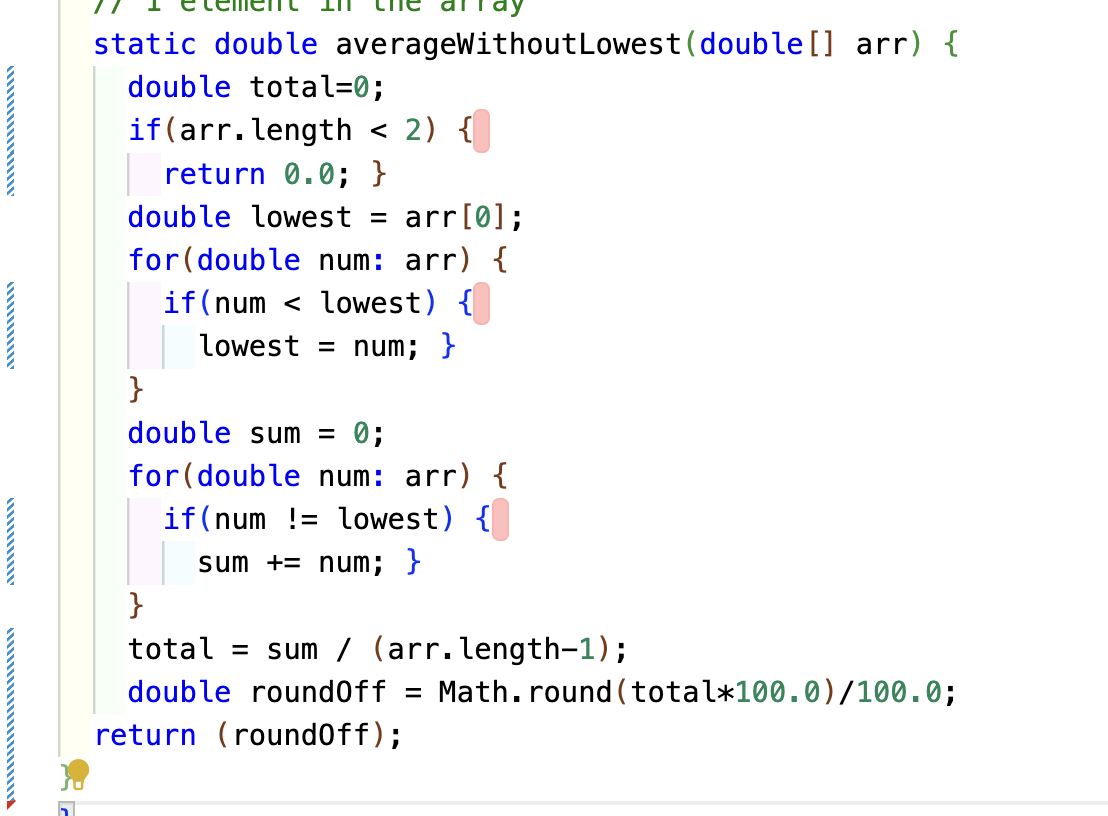 // 1 element in the array
static double averageWithoutLowest(double[] arr) {
double total=0;
if(arr.length < 2) {
return 0.0; }
double lowest = arr[0];
for(double num: arr) {
if(num < lowest) {
lowest = num; }
}
double sum = 0;
for(double num: arr) {
if(num != lowest) {
sum += num; }
}
total = sum / (arr.length-1);
double roundOff = Math.round(total*100.0)/100.0;
return (roundOff);
}
}